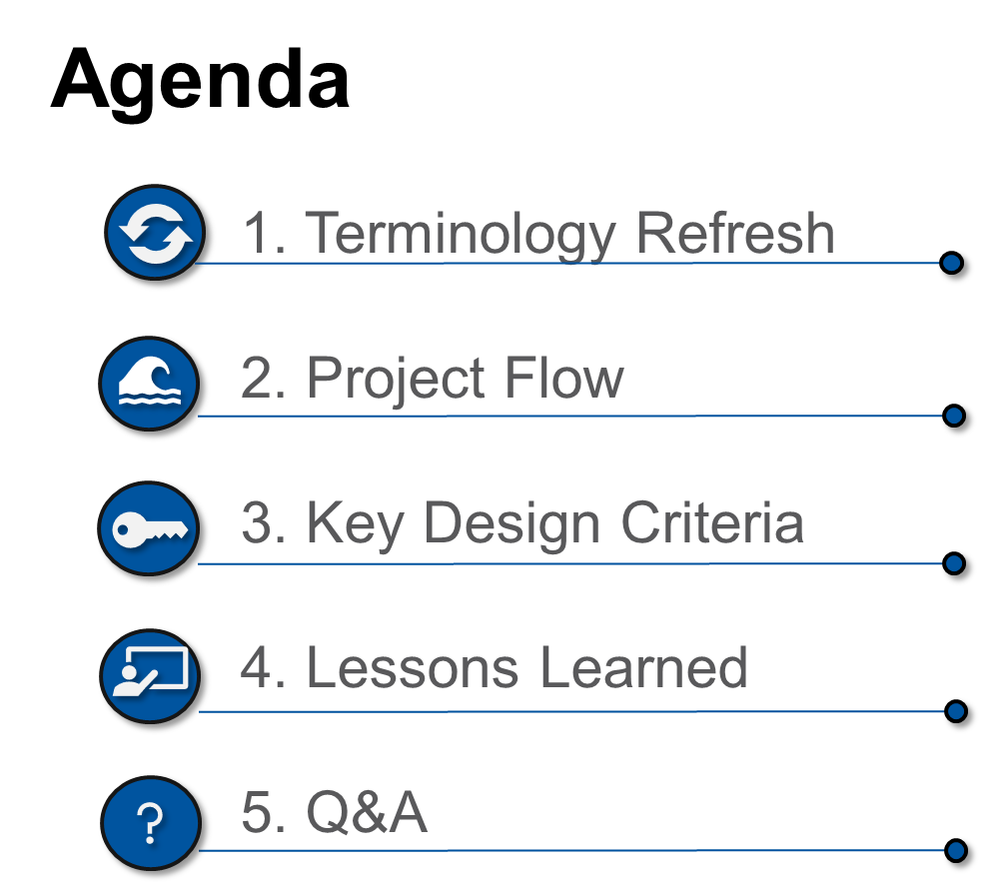 Agenda
1. Terminology Refresh
2. Project Flow
3. Key Design Criteria
4. Lessons Learned
?
5. Q&A